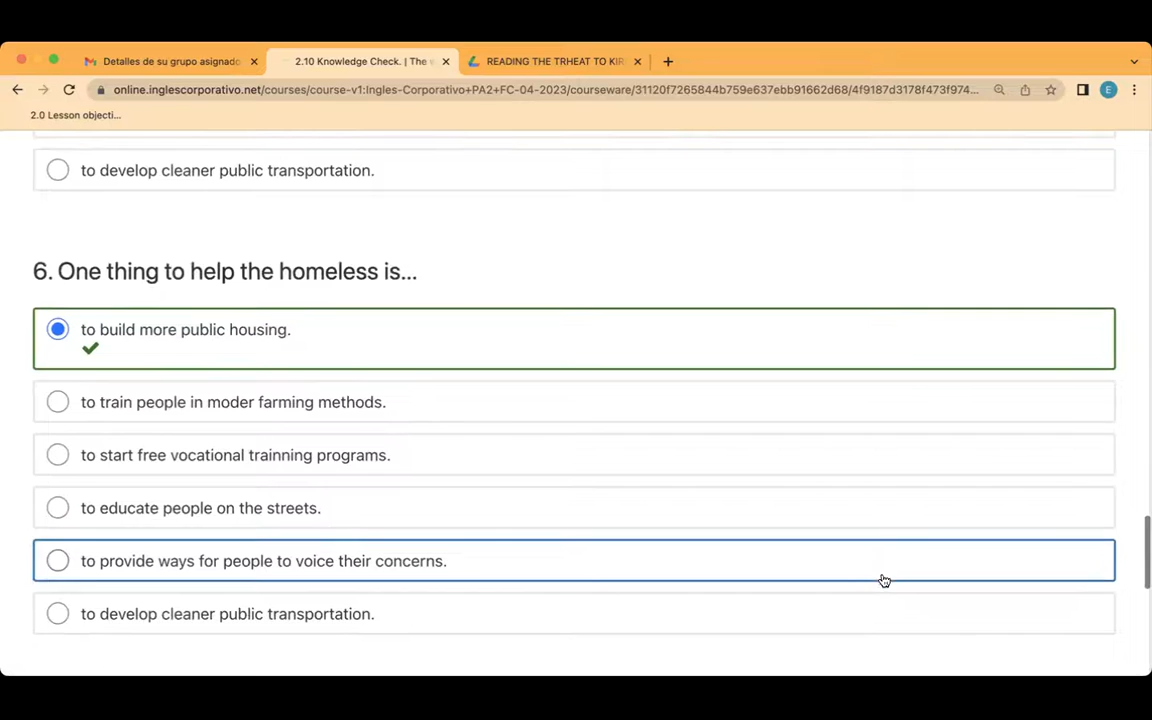 Detalles de su grupo asignado
2.10 Knowledge Check. | The w
READING THE TRHEAT TO KIR
online.inglescorporativo.net/courses/course-v1:Ingles-Corporativo+PA2+FC-04-2023/courseware/31120f7265844b759e637ebb91662d68/4f9187d3178f473f974...
E
2.0 Lesson objecti...
to develop cleaner public transportation.
6. One thing to help the homeless is...
to build more public housing.
to train people in moder farming methods.
to start free vocational trainning programs.
to educate people on the streets.
to provide ways for people to voice their concerns.
to develop cleaner public transportation.